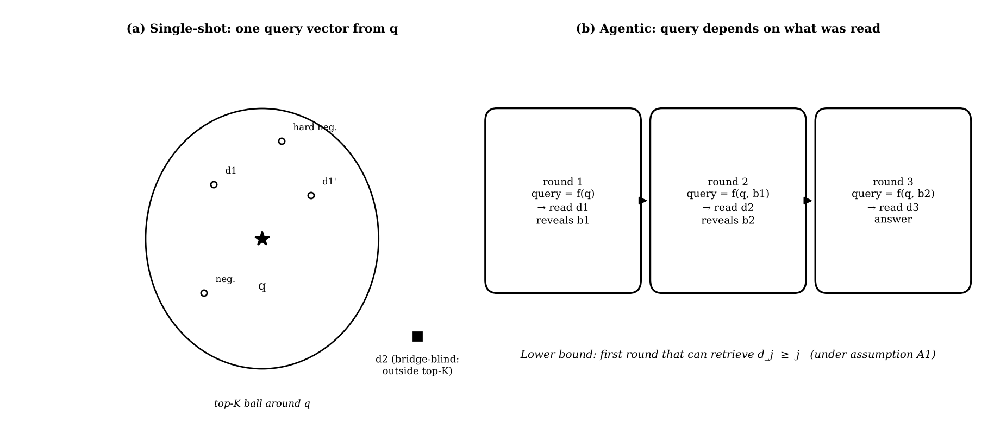 (a) Single-shot: one query vector from q
hard neg.
d1
d1'
neg.
q
d2 (bridge-blind:
outside top-K)
top-K ball around q
(b) Agentic: query depends on what was read
round 1
query = f(q)
→ read d1
reveals b1
round 2
query = f(q, b1)
→ read d2
reveals b2
round 3
query = f(q, b2)
→ read d3
answer
Lower bound: first round that can retrieve d_j ≥ j (under assumption A1)